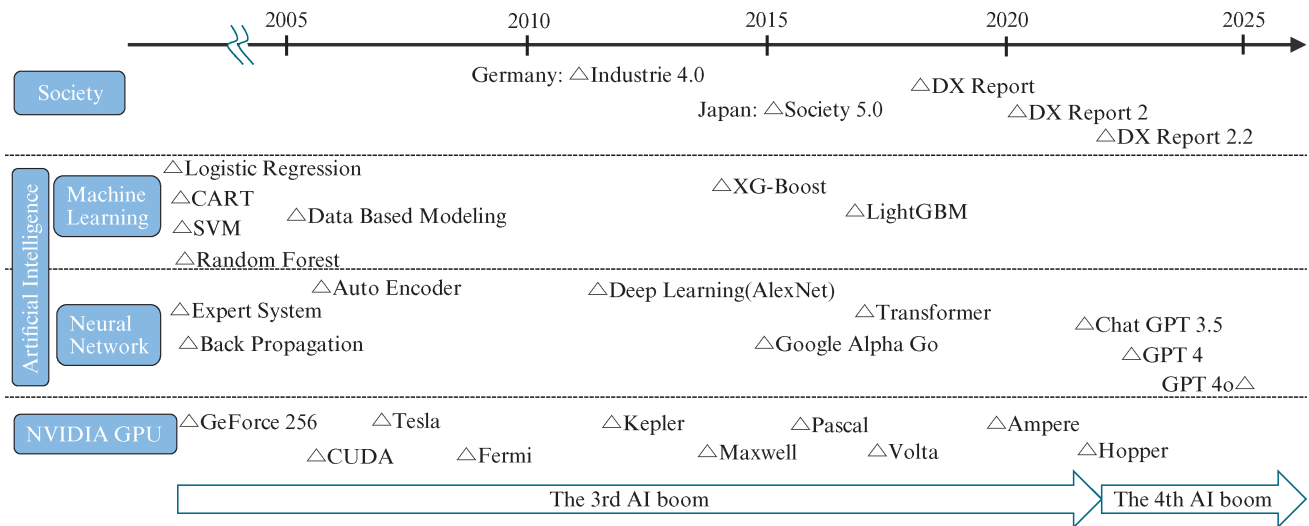 2005 2010 2015 2020 2025
Society
Germany: △Industrie 4.0
△DX Report
Japan: △Society 5.0
△DX Report 2
△DX Report 2.2
Artificial Intelligence
Machine
Learning
△Logistic Regression
△CART
△SVM
△Random Forest
△Data Based Modeling
△XG-Boost
△LightGBM
Neural
Network
△Auto Encoder
△Expert System
△Back Propagation
△Deep Learning(AlexNet)
△Transformer
△Google Alpha Go
△Chat GPT 3.5
△GPT 4
GPT 4o△
NVIDIA GPU
△GeForce 256
△Tesla
△Kepler
△Pascal
△Ampere
△CUDA
△Fermi
△Maxwell
△Volta
△Hopper
The 3rd AI boom
The 4th AI boom